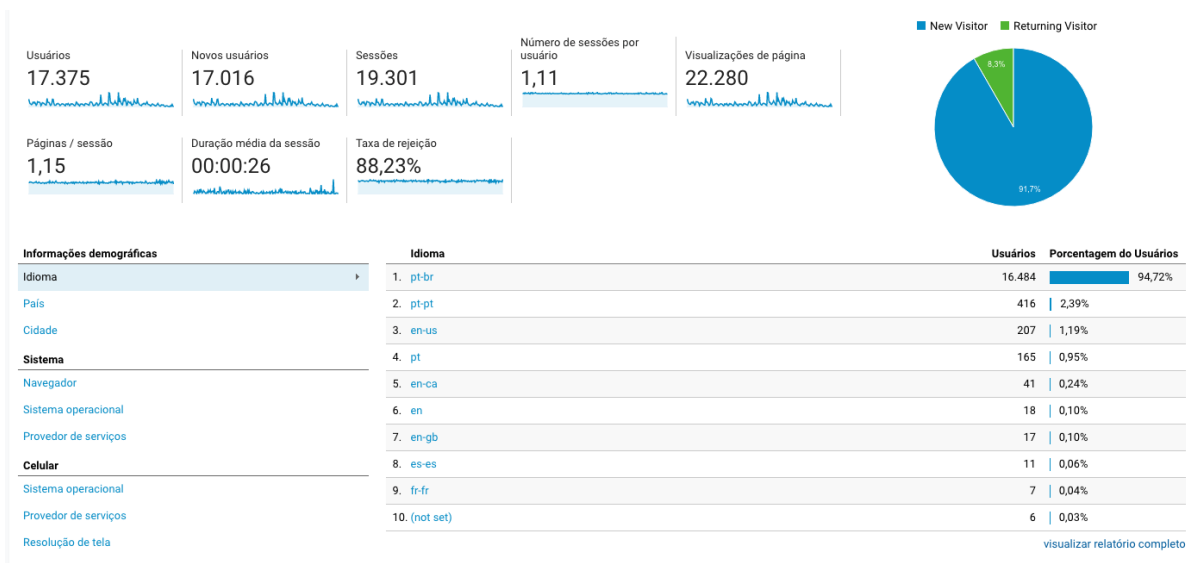 New Visitor Returning Visitor
Usuários
17.375
Novos usuários
17.016
Sessões
19.301
Número de sessões por
usuário
1,11
Visualizações de página
22.280
Páginas / sessão
1,15
Duração média da sessão
00:00:26
Taxa de rejeição
88,23%
8,3%
91,7%
Informações demográficas
Idioma
País
Cidade
Sistema
Navegador
Sistema operacional
Provedor de serviços
Celular
Sistema operacional
Provedor de serviços
Resolução de tela
Idioma Usuários Porcentagem do Usuários
1. pt-br 16.484 94,72%
2. pt-pt 416 2,39%
3. en-us 207 1,19%
4. pt 165 0,95%
5. en-ca 41 0,24%
6. en 18 0,10%
7. en-gb 17 0,10%
8. es-es 11 0,06%
9. fr-fr 7 0,04%
10. (not set) 6 0,03%
visualizar relatório completo